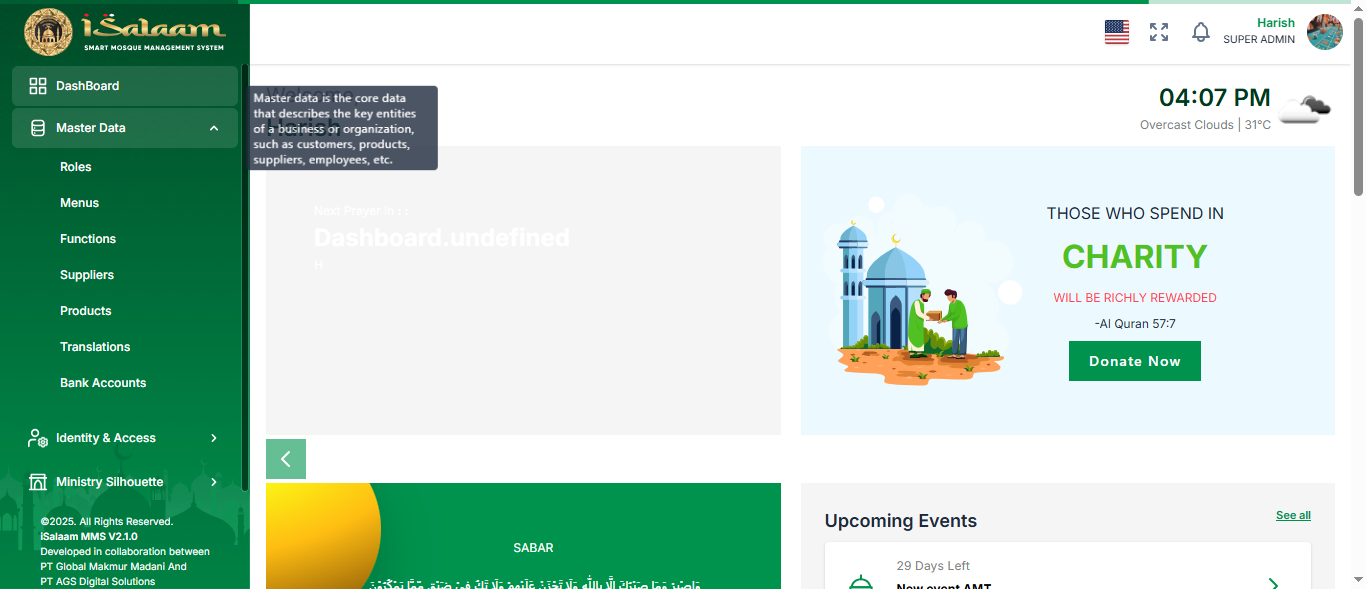 iSalaam
SMART MOSQUE MANAGEMENT SYSTEM
DashBoard
Master Data
Roles
Menus
Functions
Suppliers
Products
Translations
Bank Accounts
Identity & Access
Ministry Silhouette
©2025. All Rights Reserved.
iSalaam MMS V2.1.0
Developed in collaboration between
PT Global Makmur Madani And
PT AGS Digital Solutions
Harish
SUPER ADMIN
Master data is the core data
that describes the key entities
of a business or organization,
such as customers, products,
suppliers, employees, etc.
04:07 PM
Overcast Clouds | 31°C
Next Prayer in : :
Dashboard.undefined
H
THOSE WHO SPEND IN
CHARITY
WILL BE RICHLY REWARDED
-Al Quran 57:7
Donate Now
SABAR
Upcoming Events
See all
29 Days Left
New event AMT